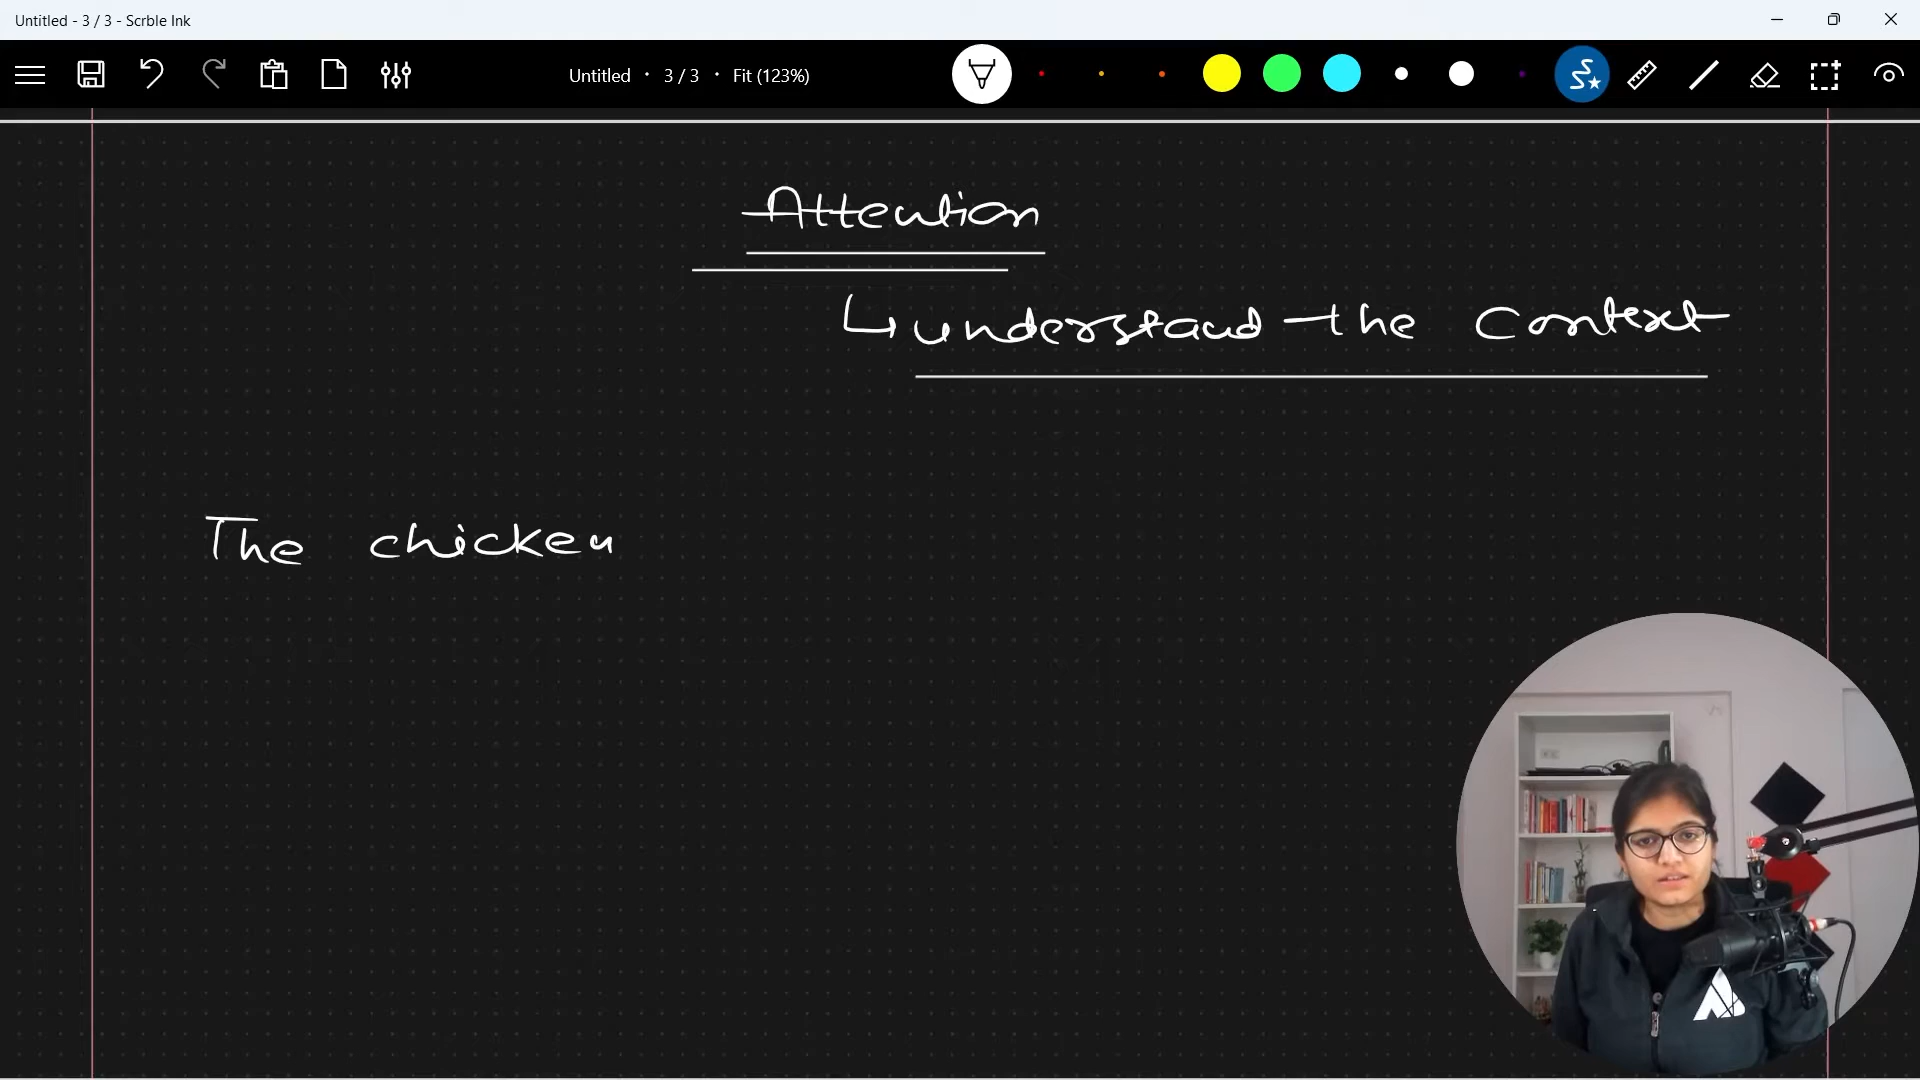 Untitled - 3 / 3 - Scrble Ink
Untitled • 3 / 3 • Fit (123%)
Attention
↳ understand the Context
The chicken